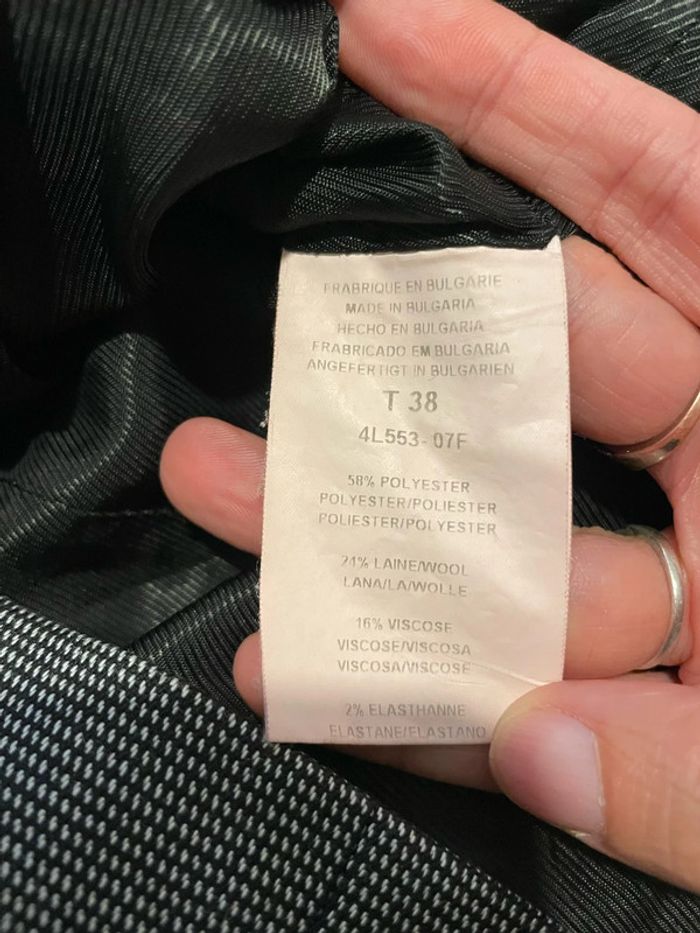 FRABRIQUE EN BULGARIE
MADE IN BULGARIA
HECHO EN BULGARIA
FRABRICADO EM BULGARIA
ANGEFERTIGT IN BULGARIEN
T 38
4L553-07F
58% POLYESTER
POLYESTER/POLIESTER
POLIESTER/POLYESTER
24% LAINE/WOOL
LANA/LA/WOLLE
16% VISCOSE
VISCOSE/VISCOSA
VISCOSA/VISCOSE
2% ELASTHANNE
ELASTANE/ELASTANO